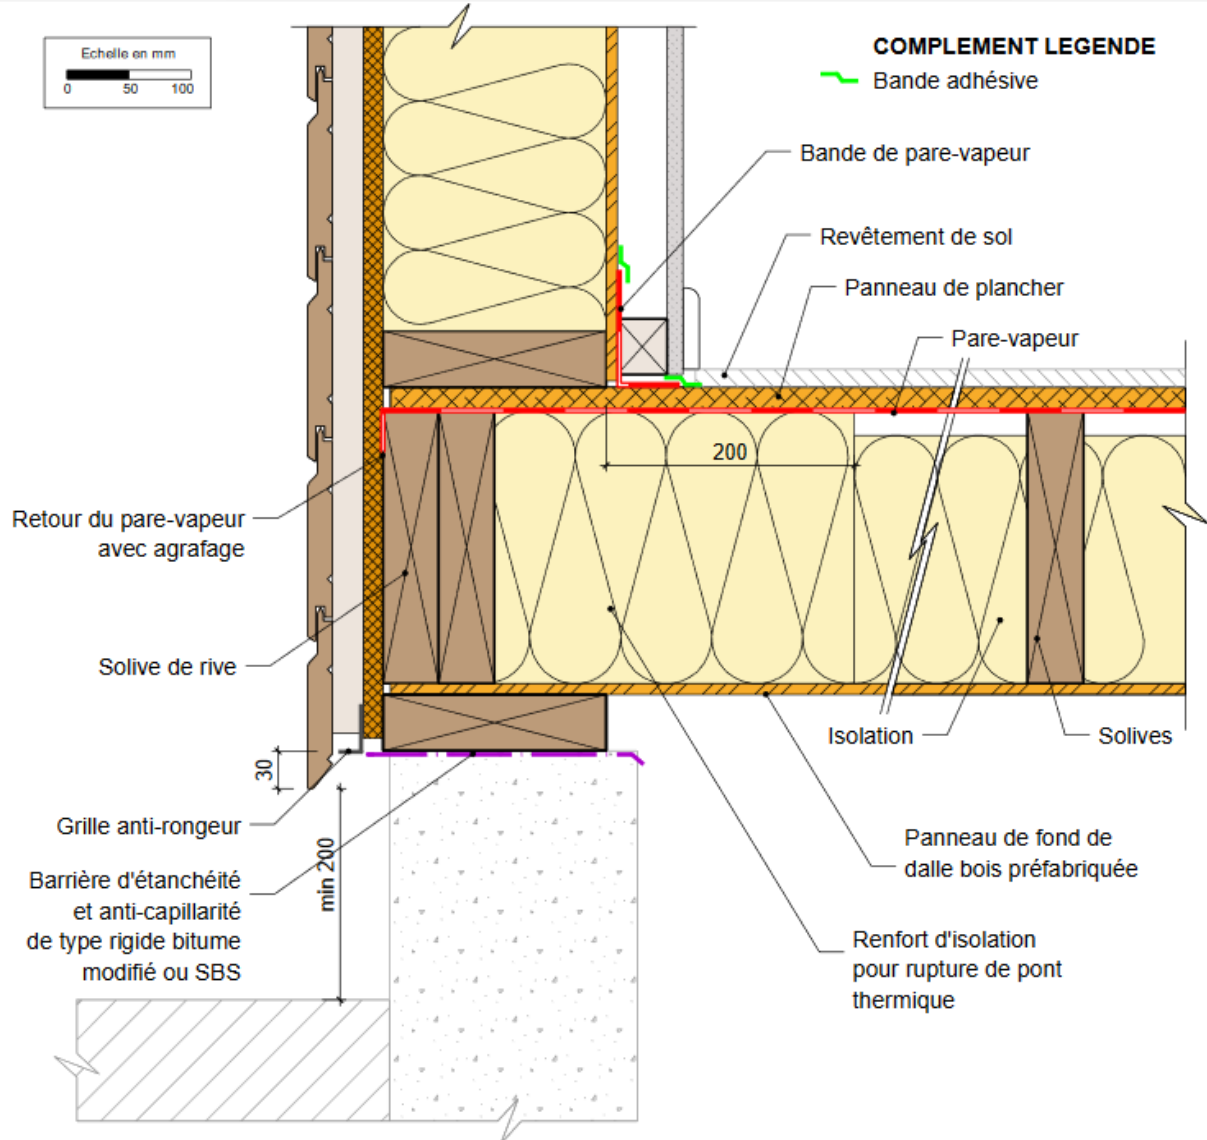 Echelle en mm
0 50 100
COMPLEMENT LEGENDE
Bande adhésive
Bande de pare-vapeur
Revêtement de sol
Panneau de plancher
Pare-vapeur
200
Retour du pare-vapeur
avec agrafage
Solive de rive
Isolation
Solives
30
Grille anti-rongeur
min 200
Barrière d'étanchéité
et anti-capillarité
de type rigide bitume
modifié ou SBS
Panneau de fond de
dalle bois préfabriquée
Renfort d'isolation
pour rupture de pont
thermique